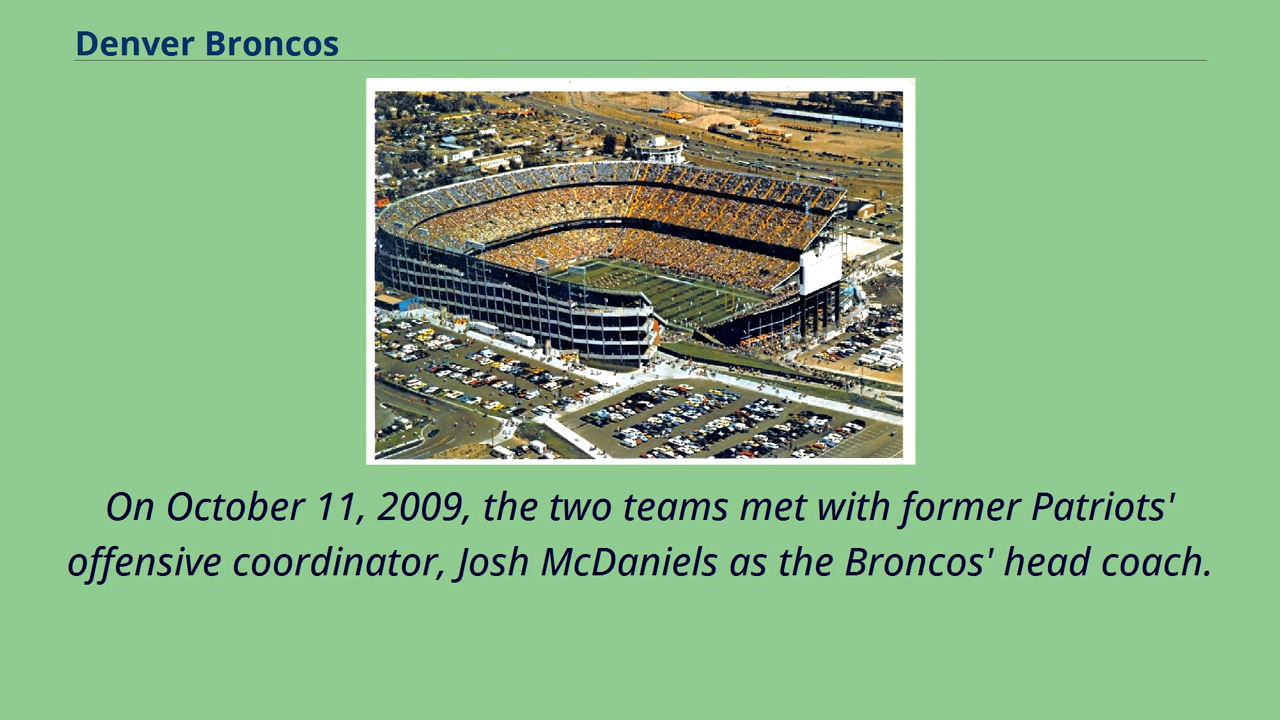 Denver Broncos
On October 11, 2009, the two teams met with former Patriots'
offensive coordinator, Josh McDaniels as the Broncos' head coach.